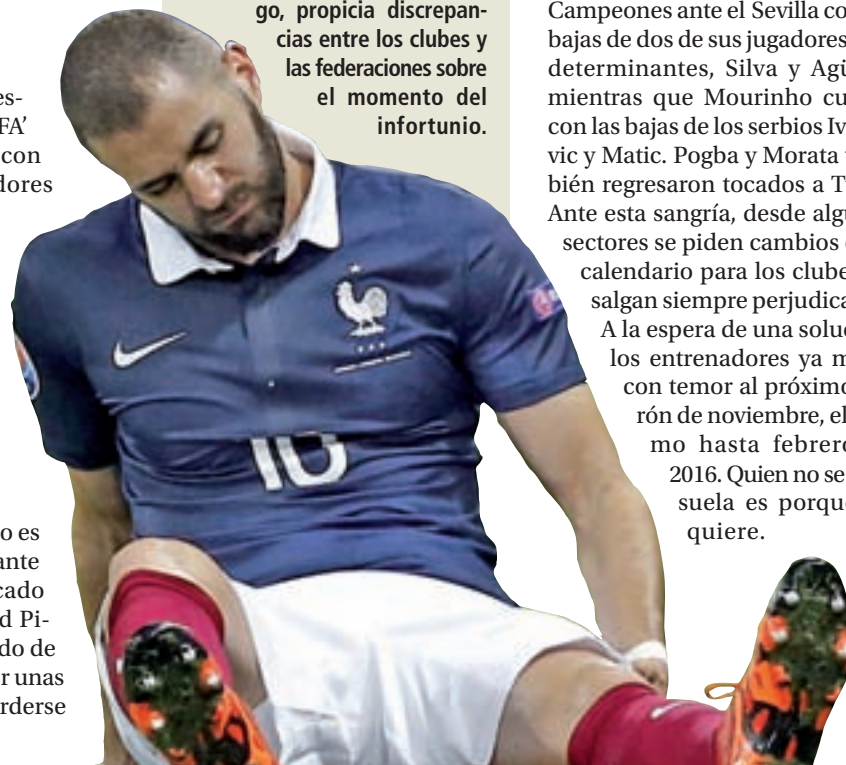 go, propicia discrepan-
cias entre los clubes y
las federaciones sobre
el momento del
infortunio.
es-
FA’
con
dores
o es
ante
cado
d Pi-
do de
r unas
rderse
Campeones ante el Sevilla co
bajas de dos de sus jugadores
determinantes, Silva y Agü
mientras que Mourinho cu
con las bajas de los serbios Iv
vic y Matic. Pogba y Morata
bién regresaron tocados a T
Ante esta sangría, desde algu
sectores se piden cambios
calendario para los clube
salgan siempre perjudica
A la espera de una soluc
los entrenadores ya m
con temor al próximo
rón de noviembre, el
mo hasta febrero
2016. Quien no se
suela es porqu
quiere.
10